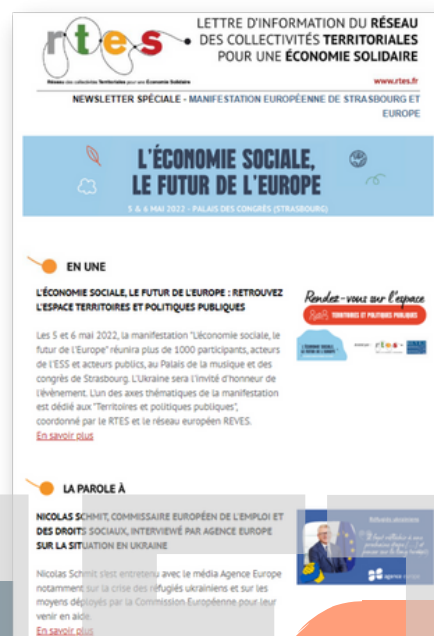 LETTRE D'INFORMATION DU RÉSEAU
DES COLLECTIVITÉS TERRITORIALES
POUR UNE ÉCONOMIE SOLIDAIRE
rtes
Réseau des collectivités Territoriales pour une Économie Solidaire
www.rtes.fr
NEWSLETTER SPÉCIALE - MANIFESTATION EUROPÉENNE DE STRASBOURG ET
EUROPE
L'ÉCONOMIE SOCIALE,
LE FUTUR DE L'EUROPE
5 & 6 MAI 2022 - PALAIS DES CONGRÈS (STRASBOURG)
EN UNE
L'ÉCONOMIE SOCIALE, LE FUTUR DE L'EUROPE : RETROUVEZ
L'ESPACE TERRITOIRES ET POLITIQUES PUBLIQUES
Rendez-vous sur l'espace
TERRITOIRES ET POLITIQUES PUBLIQUES
Les 5 et 6 mai 2022, la manifestation "L'économie sociale, le
futur de l'Europe" réunira plus de 1000 participants, acteurs
de l'ESS et acteurs publics, au Palais de la musique et des
congrès de Strasbourg. L'Ukraine sera l'invité d'honneur de
l'évènement. L'un des axes thématiques de la manifestation
est dédié aux "Territoires et politiques publiques",
coordonné par le RTES et le réseau européen REVES.
En savoir plus
rtes
LA PAROLE À
NICOLAS SCHMIT, COMMISSAIRE EUROPÉEN DE L'EMPLOI ET
DES DROITS SOCIAUX, INTERVIEWÉ PAR AGENCE EUROPE
SUR LA SITUATION EN UKRAINE
Nicolas Schmit s'est entretenu avec le média Agence Europe
notamment sur la crise des réfugiés ukrainiens et sur les
moyens déployés par la Commission Européenne pour leur
venir en aide.
En savoir plus
agence europe